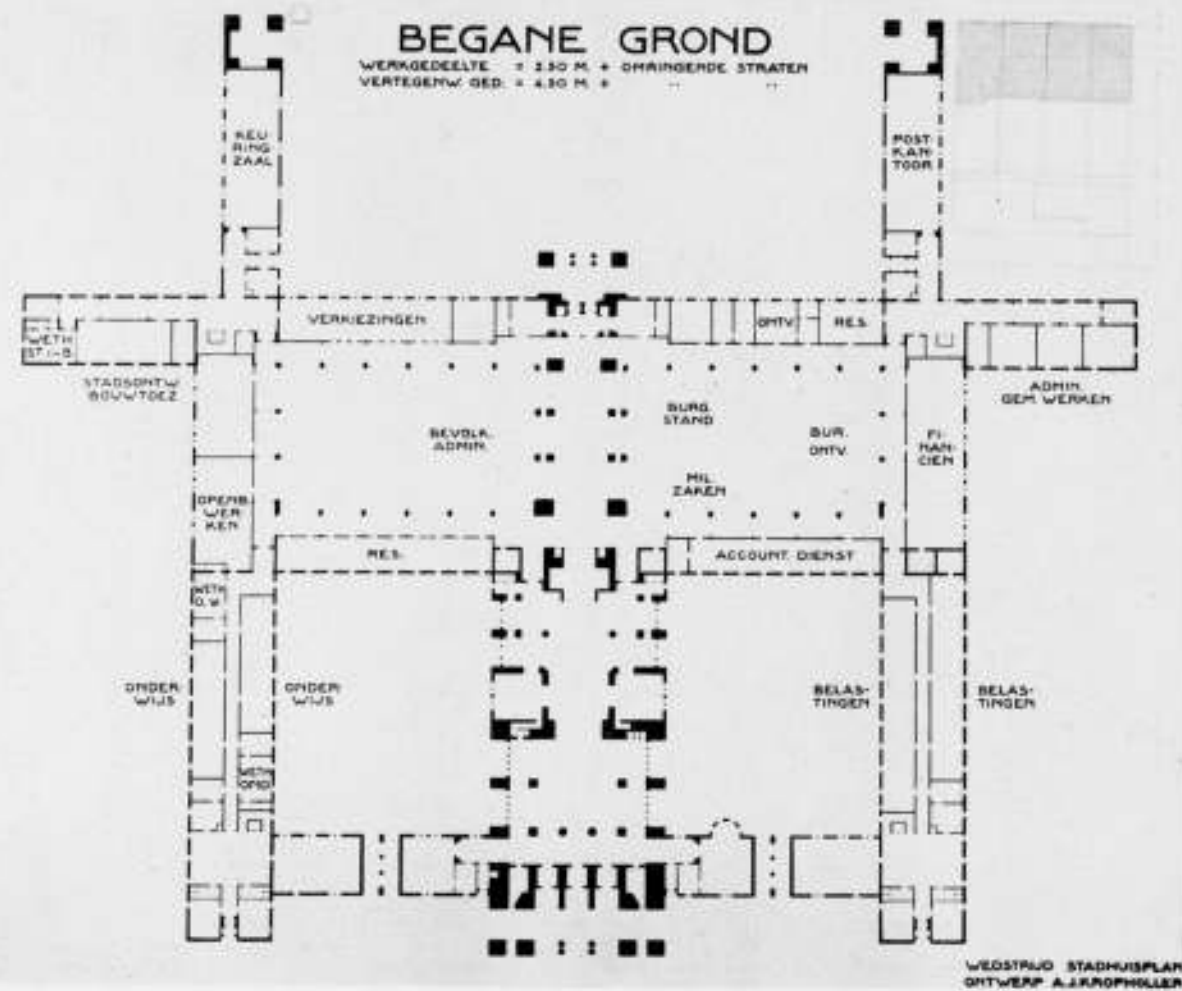 BEGANE GROND
WERKGEDEELTE = 2.50 M. + OMRINGENDE STRATEN
VERTEGENW. GED. = 4.50 M. + „ „
KEU-
RING
ZAAL
POST-
KAN-
TOOR
VERKIEZINGEN
ONTV.
RES.
WETH.
ST.-B.
STADSONTW.
BOUWTOEZ.
ADMIN.
GEM. WERKEN
BEVOLK.
ADMIN.
BURG.
STAND
BUR.
ONTV.
FI-
NAN-
CIEN
MIL.
ZAKEN
OPENB.
WER-
KEN
RES.
ACCOUNT. DIENST
WETH.
O.W.
ONDER-
WIJS
ONDER-
WIJS
BELAS-
TINGEN
BELAS-
TINGEN
WETH.
OND.
WEDSTRIJD STADHUISPLAN
ONTWERP A.J.KROPHOLLER